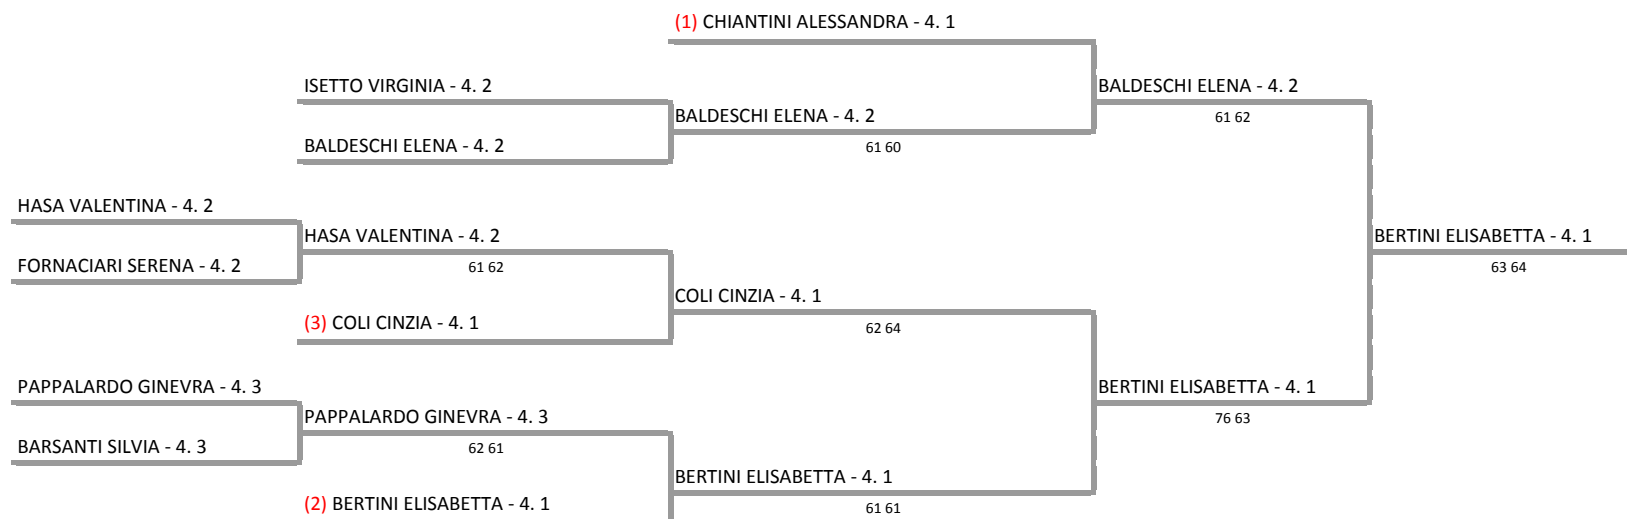 (1) CHIANTINI ALESSANDRA - 4. 1
ISETTO VIRGINIA - 4. 2
BALDESCHI ELENA - 4. 2
BALDESCHI ELENA - 4. 2
61 62
BALDESCHI ELENA - 4. 2
61 60
HASA VALENTINA - 4. 2
HASA VALENTINA - 4. 2
61 62
BERTINI ELISABETTA - 4. 1
63 64
FORNACIARI SERENA - 4. 2
COLI CINZIA - 4. 1
62 64
(3) COLI CINZIA - 4. 1
PAPPALARDO GINEVRA - 4. 3
BERTINI ELISABETTA - 4. 1
76 63
PAPPALARDO GINEVRA - 4. 3
62 61
BARSANTI SILVIA - 4. 3
BERTINI ELISABETTA - 4. 1
61 61
(2) BERTINI ELISABETTA - 4. 1